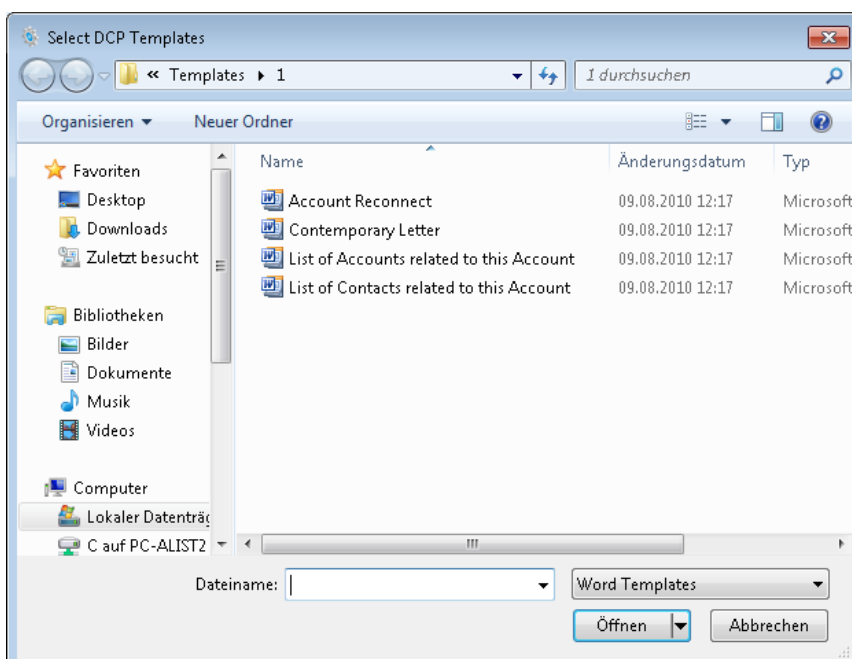 Select DCP Templates
« Templates 1
1 durchsuchen
Organisieren
Neuer Ordner
Name
Änderungsdatum
Typ
Favoriten
Desktop
Downloads
Zuletzt besucht
Bibliotheken
Bilder
Dokumente
Musik
Videos
Computer
Lokaler Datenträg
C auf PC-ALIST2
Account Reconnect 09.08.2010 12:17 Microsoft
Contemporary Letter 09.08.2010 12:17 Microsoft
List of Accounts related to this Account 09.08.2010 12:17 Microsoft
List of Contacts related to this Account 09.08.2010 12:17 Microsoft
Dateiname:
Word Templates
Öffnen
Abbrechen